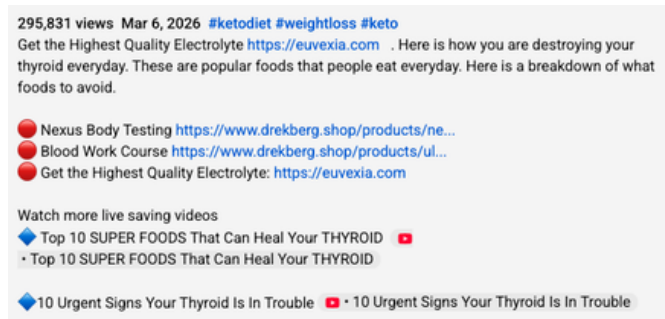 295,831 views  Mar 6, 2026  #ketodiet #weightloss #keto
Get the Highest Quality Electrolyte https://euvexia.com  . Here is how you are destroying your
thyroid everyday. These are popular foods that people eat everyday. Here is a breakdown of what
foods to avoid.
🔴 Nexus Body Testing https://www.drekberg.shop/products/ne...
🔴 Blood Work Course https://www.drekberg.shop/products/ul...
🔴 Get the Highest Quality Electrolyte: https://euvexia.com
Watch more live saving videos
🔷 Top 10 SUPER FOODS That Can Heal Your THYROID
• Top 10 SUPER FOODS That Can Heal Your THYROID
🔷10 Urgent Signs Your Thyroid Is In Trouble • 10 Urgent Signs Your Thyroid Is In Trouble